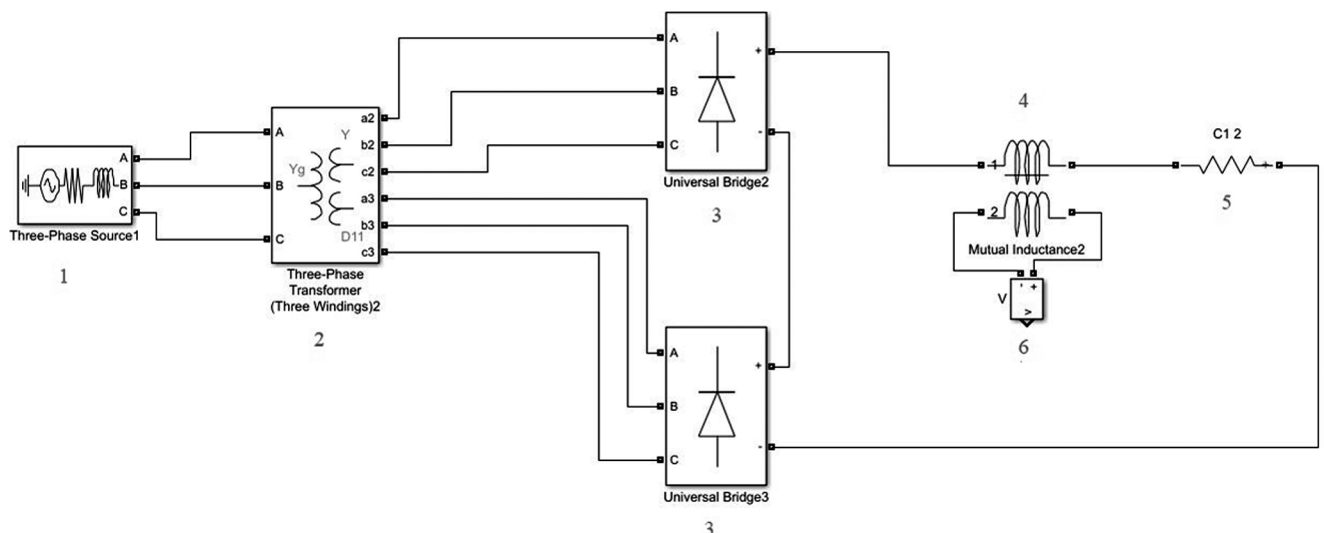 A
B
C
Three-Phase Source1
1
A
B
C
Yg
Y
D11
a2
b2
c2
a3
b3
c3
Three-Phase
Transformer
(Three Windings)2
2
A
B
C
+
-
Universal Bridge2
3
A
B
C
+
-
Universal Bridge3
3
4
1
2
Mutual Inductance2
- +
V
v
6
C1 2
+
5